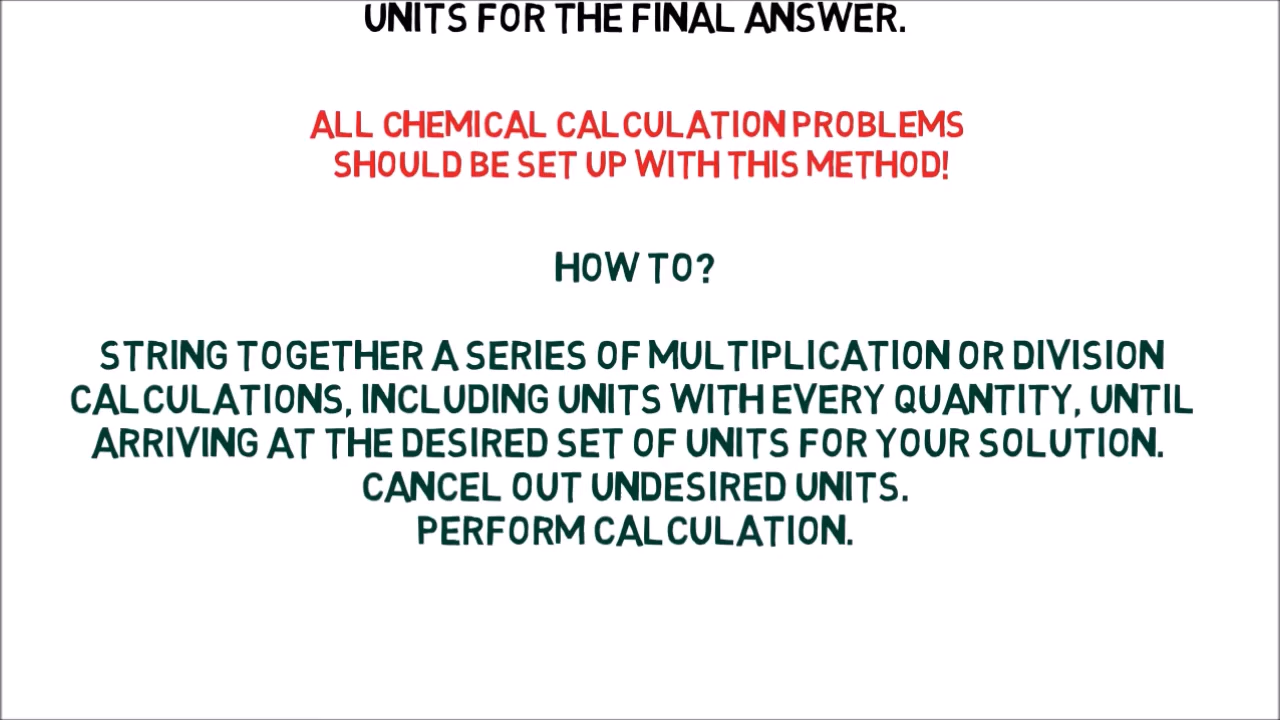 UNITS FOR THE FINAL ANSWER.
ALL CHEMICAL CALCULATION PROBLEMS
SHOULD BE SET UP WITH THIS METHOD!
HOW TO?
STRING TOGETHER A SERIES OF MULTIPLICATION OR DIVISION
CALCULATIONS, INCLUDING UNITS WITH EVERY QUANTITY, UNTIL
ARRIVING AT THE DESIRED SET OF UNITS FOR YOUR SOLUTION.
CANCEL OUT UNDESIRED UNITS.
PERFORM CALCULATION.